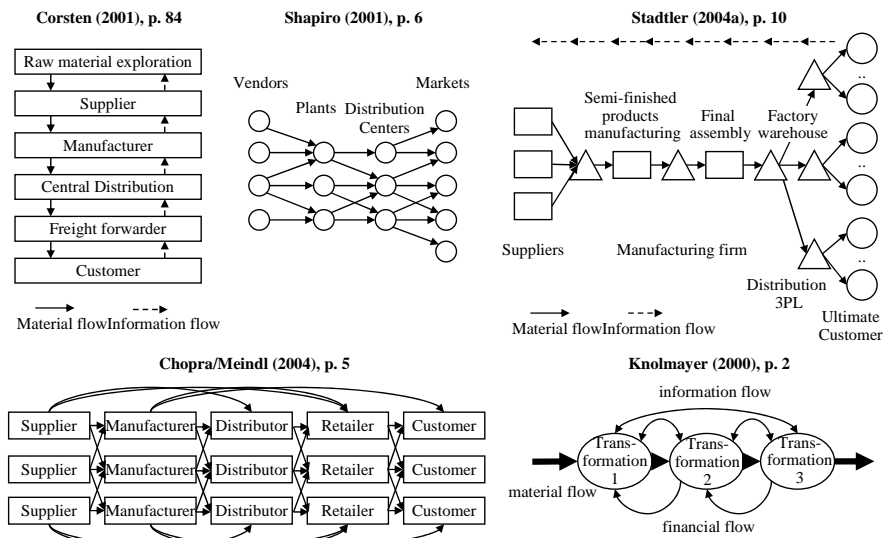 Corsten (2001), p. 84
Raw material exploration
Supplier
Manufacturer
Central Distribution
Freight forwarder
Customer
Material flow
Information flow
Shapiro (2001), p. 6
Vendors
Markets
Plants
Distribution
Centers
Stadtler (2004a), p. 10
Semi-finished
products
manufacturing
Final
assembly
Factory
warehouse
..
..
..
Suppliers
Manufacturing firm
Distribution
3PL
Ultimate
Customer
Material flow
Information flow
Chopra/Meindl (2004), p. 5
Supplier Manufacturer Distributor Retailer Customer
Supplier Manufacturer Distributor Retailer Customer
Supplier Manufacturer Distributor Retailer Customer
Knolmayer (2000), p. 2
information flow
Trans-
formation
1
Trans-
formation
2
Trans-
formation
3
material flow
financial flow